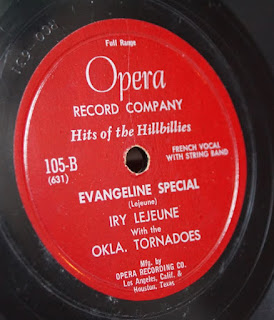 Full Range
Opera
RECORD COMPANY
Hits of the Hillbillies
105-B
(631)
FRENCH VOCAL
WITH STRING BAND
EVANGELINE SPECIAL
(Lejeune)
IRY LEJEUNE
With the
OKLA. TORNADOES
Mfg. by
OPERA RECORDING CO.
Los Angeles, Calif. &
Houston, Texas